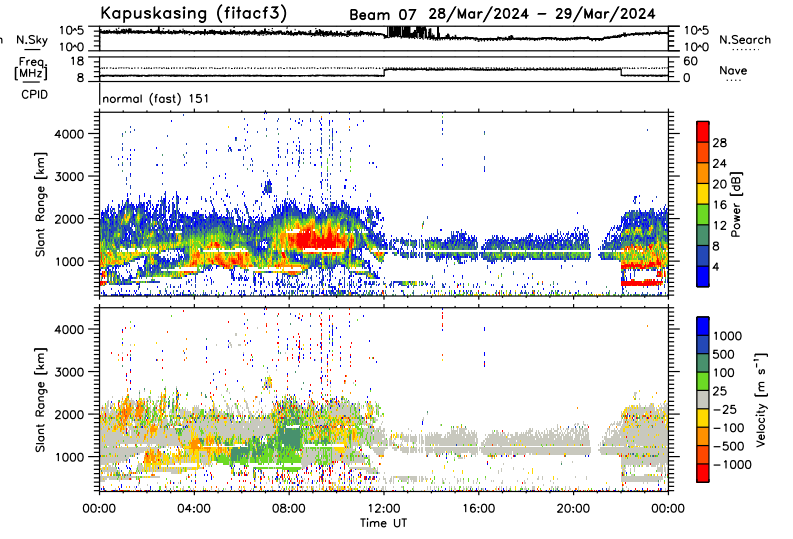 Kapuskasing (fitacf3) Beam 07 28/Mar/2024 − 29/Mar/2024
N.Sky 10^5 10^5 N.Search
10^0 10^0
Freq. 18 60
[MHz] 8 0 Nave
CPID normal (fast) 151
Slant Range [km]
4000
3000
2000
1000
28
24
20
16
12
8
4
Power [dB]
Slant Range [km]
4000
3000
2000
1000
1000
500
100
25
−25
−100
−500
−1000
Velocity [m s⁻¹]
00:00 04:00 08:00 12:00 16:00 20:00 00:00
Time UT